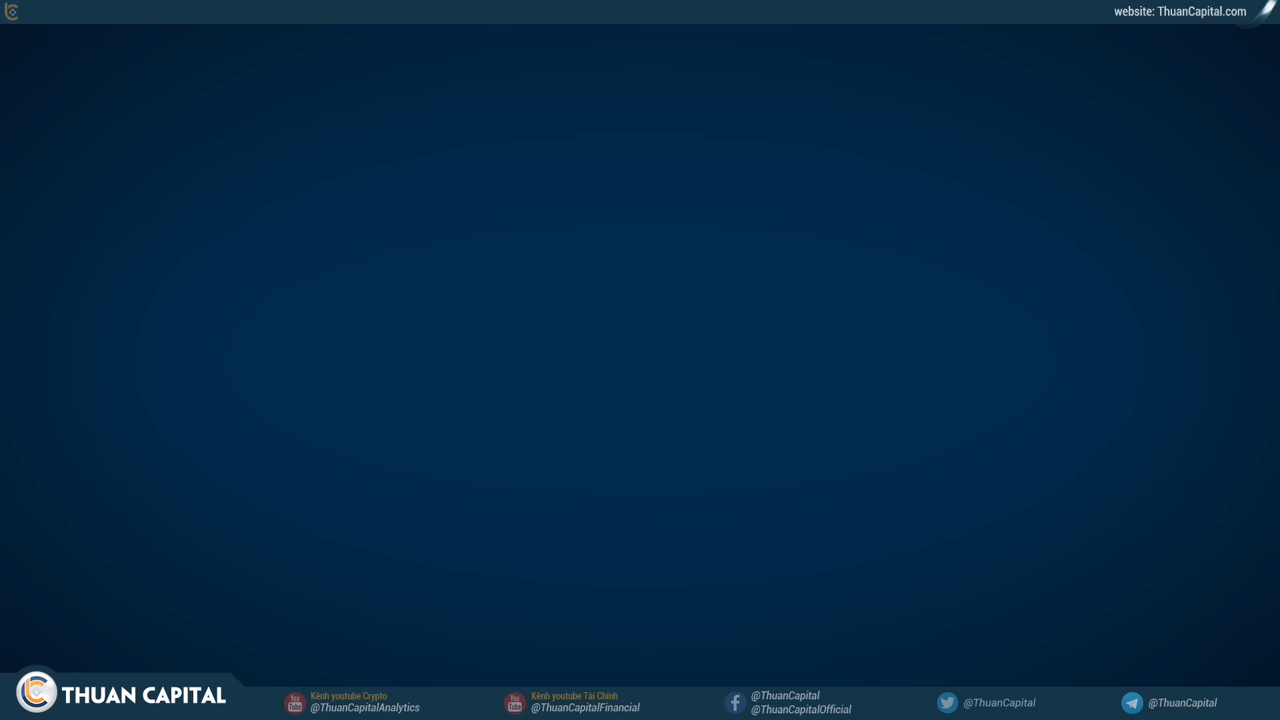 website: ThuanCapital.com
THUAN CAPITAL
Kênh youtube Crypto
@ThuanCapitalAnalytics
Kênh youtube Tài Chính
@ThuanCapitalFinancial
@ThuanCapital
@ThuanCapitalOfficial
@ThuanCapital
@ThuanCapital